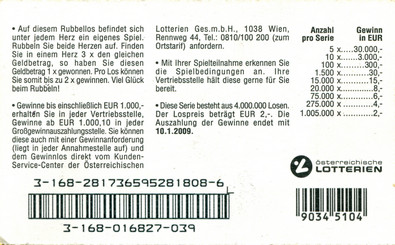 • Auf diesem Rubbellos befindet sich
unter jedem Herz ein eigenes Spiel.
Rubbeln Sie beide Herzen auf. Finden
Sie in einem Herz 3 x den gleichen
Geldbetrag, so haben Sie diesen
Geldbetrag 1 x gewonnen. Pro Los können
Sie somit bis zu 2 x gewinnen. Viel Glück
beim Rubbeln!
• Gewinne bis einschließlich EUR 1.000,-
erhalten Sie in jeder Vertriebsstelle,
Gewinne ab EUR 1.000,10 in jeder
Großgewinnauszahlungsstelle. Sie können
diese auch mit einer Gewinnanforderung
(liegt in jeder Annahmestelle auf) und
dem Gewinnlos direkt vom Kunden-
Service-Center der Österreichischen
Lotterien Ges.m.b.H., 1038 Wien,
Rennweg 44, Tel.: 0810/100 200 (zum
Ortstarif) anfordern.
• Mit Ihrer Spielteilnahme erkennen Sie
die Spielbedingungen an. Ihre
Vertriebsstelle hält diese gerne für Sie
bereit.
• Diese Serie besteht aus 4.000.000 Losen.
Der Lospreis beträgt EUR 2,-. Die
Auszahlung der Gewinne endet mit
10.1.2009.
Anzahl pro Serie Gewinn in EUR
5 x 30.000,-
10 x 3.000,-
100 x 300,-
1.500 x 30,-
15.000 x 16,-
20.000 x 8,-
75.000 x 6,-
275.000 x 4,-
1.005.000 x 2,-
österreichische
LOTTERIEN
3-168-281736595281808-6
3-168-016827-039
9034 5104